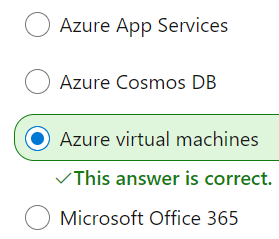 Azure App Services
Azure Cosmos DB
Azure virtual machines
This answer is correct.
Microsoft Office 365